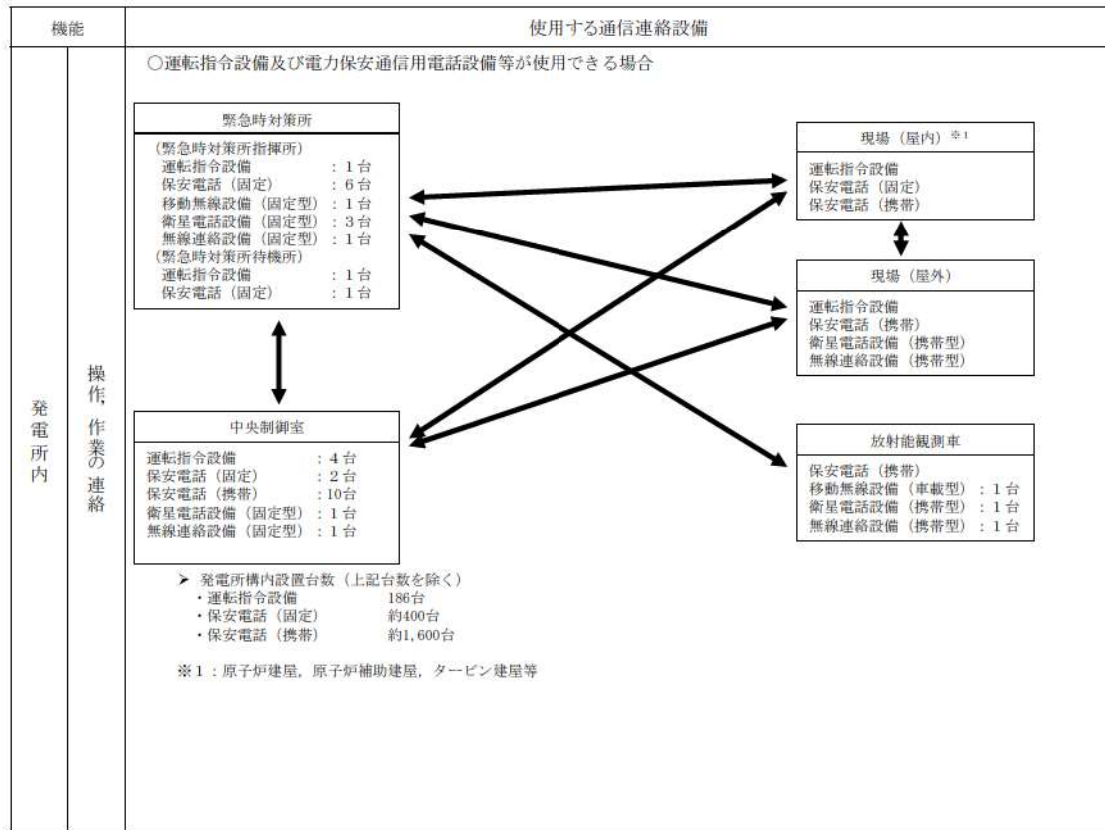 機能
使用する通信連絡設備
発電所内
操作，作業の連絡
○運転指令設備及び電力保安通信用電話設備等が使用できる場合
緊急時対策所
（緊急時対策所指揮所）
運転指令設備　：１台
保安電話（固定）　：６台
移動無線設備（固定型）：１台
衛星電話設備（固定型）：３台
無線連絡設備（固定型）：１台
（緊急時対策所待機所）
運転指令設備　：１台
保安電話（固定）　：１台
現場（屋内）※1
運転指令設備
保安電話（固定）
保安電話（携帯）
現場（屋外）
運転指令設備
保安電話（携帯）
衛星電話設備（携帯型）
無線連絡設備（携帯型）
中央制御室
運転指令設備　：４台
保安電話（固定）　：２台
保安電話（携帯）　：10台
衛星電話設備（固定型）：１台
無線連絡設備（固定型）：１台
放射能観測車
保安電話（携帯）
移動無線設備（車載型）：１台
衛星電話設備（携帯型）：１台
無線連絡設備（携帯型）：１台
➤ 発電所構内設置台数（上記台数を除く）
・運転指令設備　186台
・保安電話（固定）　約400台
・保安電話（携帯）　約1,600台
※１：原子炉建屋，原子炉補助建屋，タービン建屋等